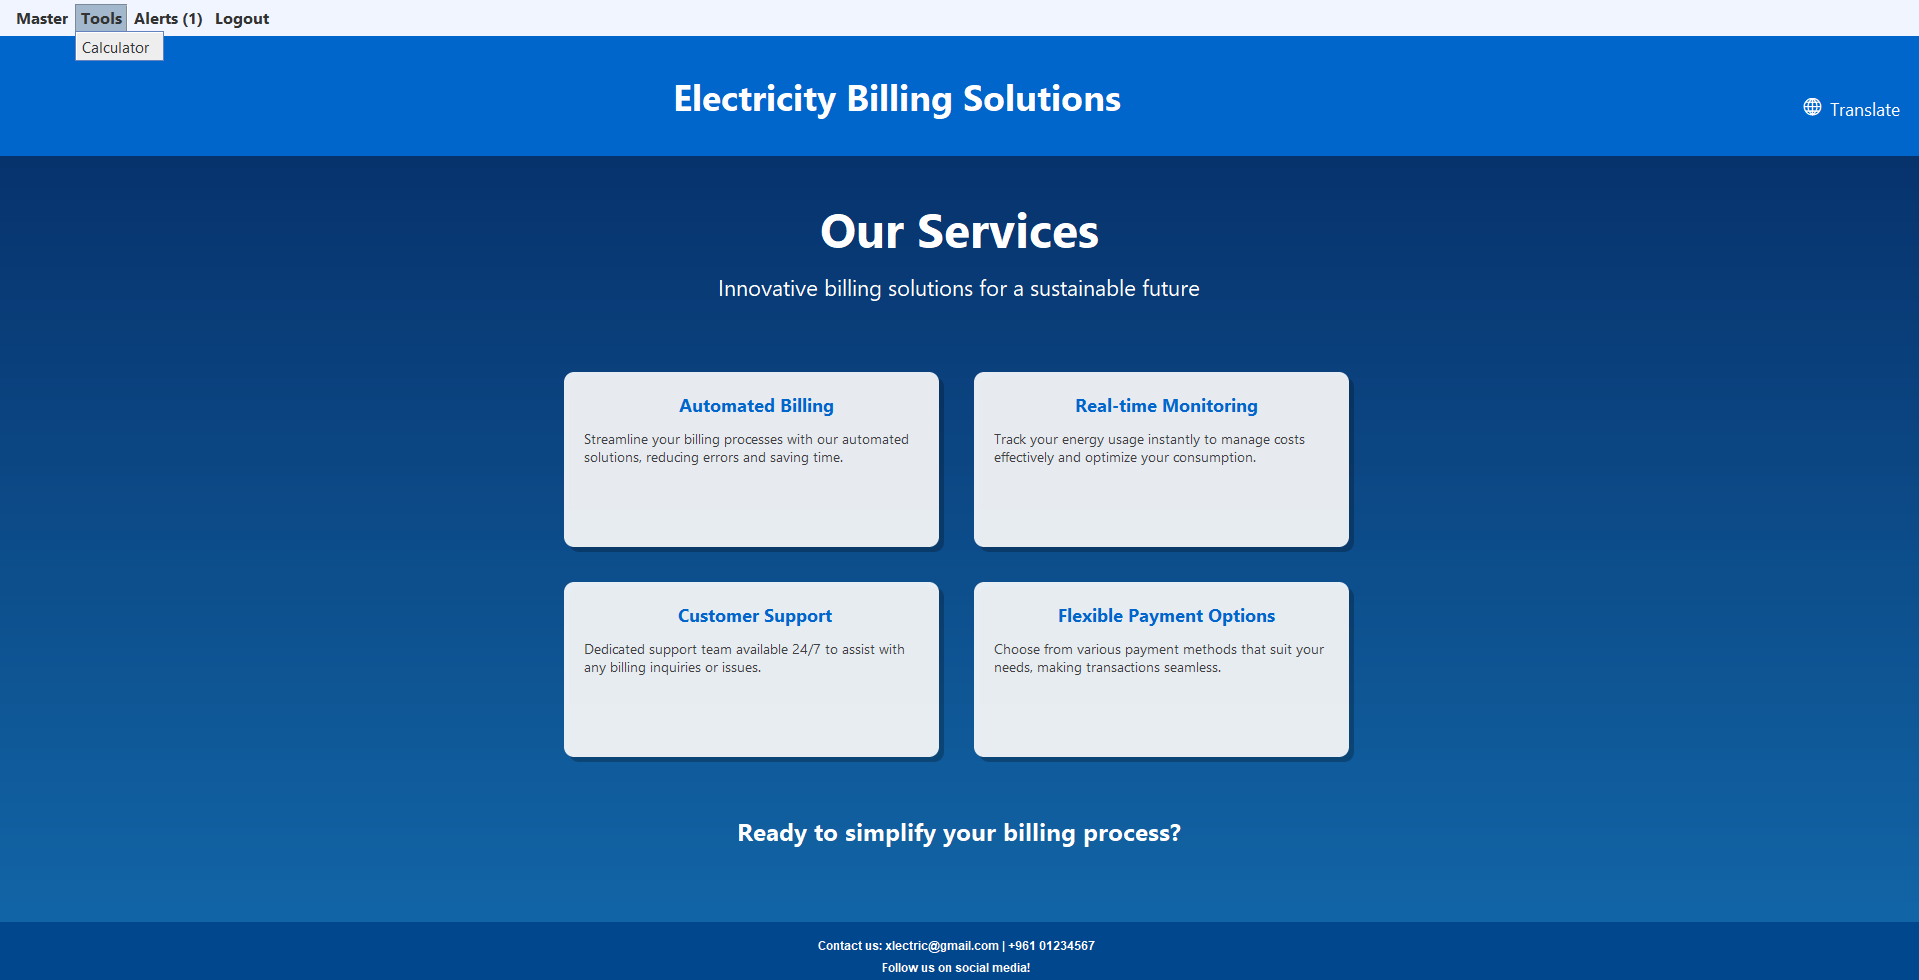 Master Tools Alerts (1) Logout
Calculator
Electricity Billing Solutions
Translate
Our Services
Innovative billing solutions for a sustainable future
Automated Billing
Streamline your billing processes with our automated
solutions, reducing errors and saving time.
Real-time Monitoring
Track your energy usage instantly to manage costs
effectively and optimize your consumption.
Customer Support
Dedicated support team available 24/7 to assist with
any billing inquiries or issues.
Flexible Payment Options
Choose from various payment methods that suit your
needs, making transactions seamless.
Ready to simplify your billing process?
Contact us: xlectric@gmail.com | +961 01234567
Follow us on social media!